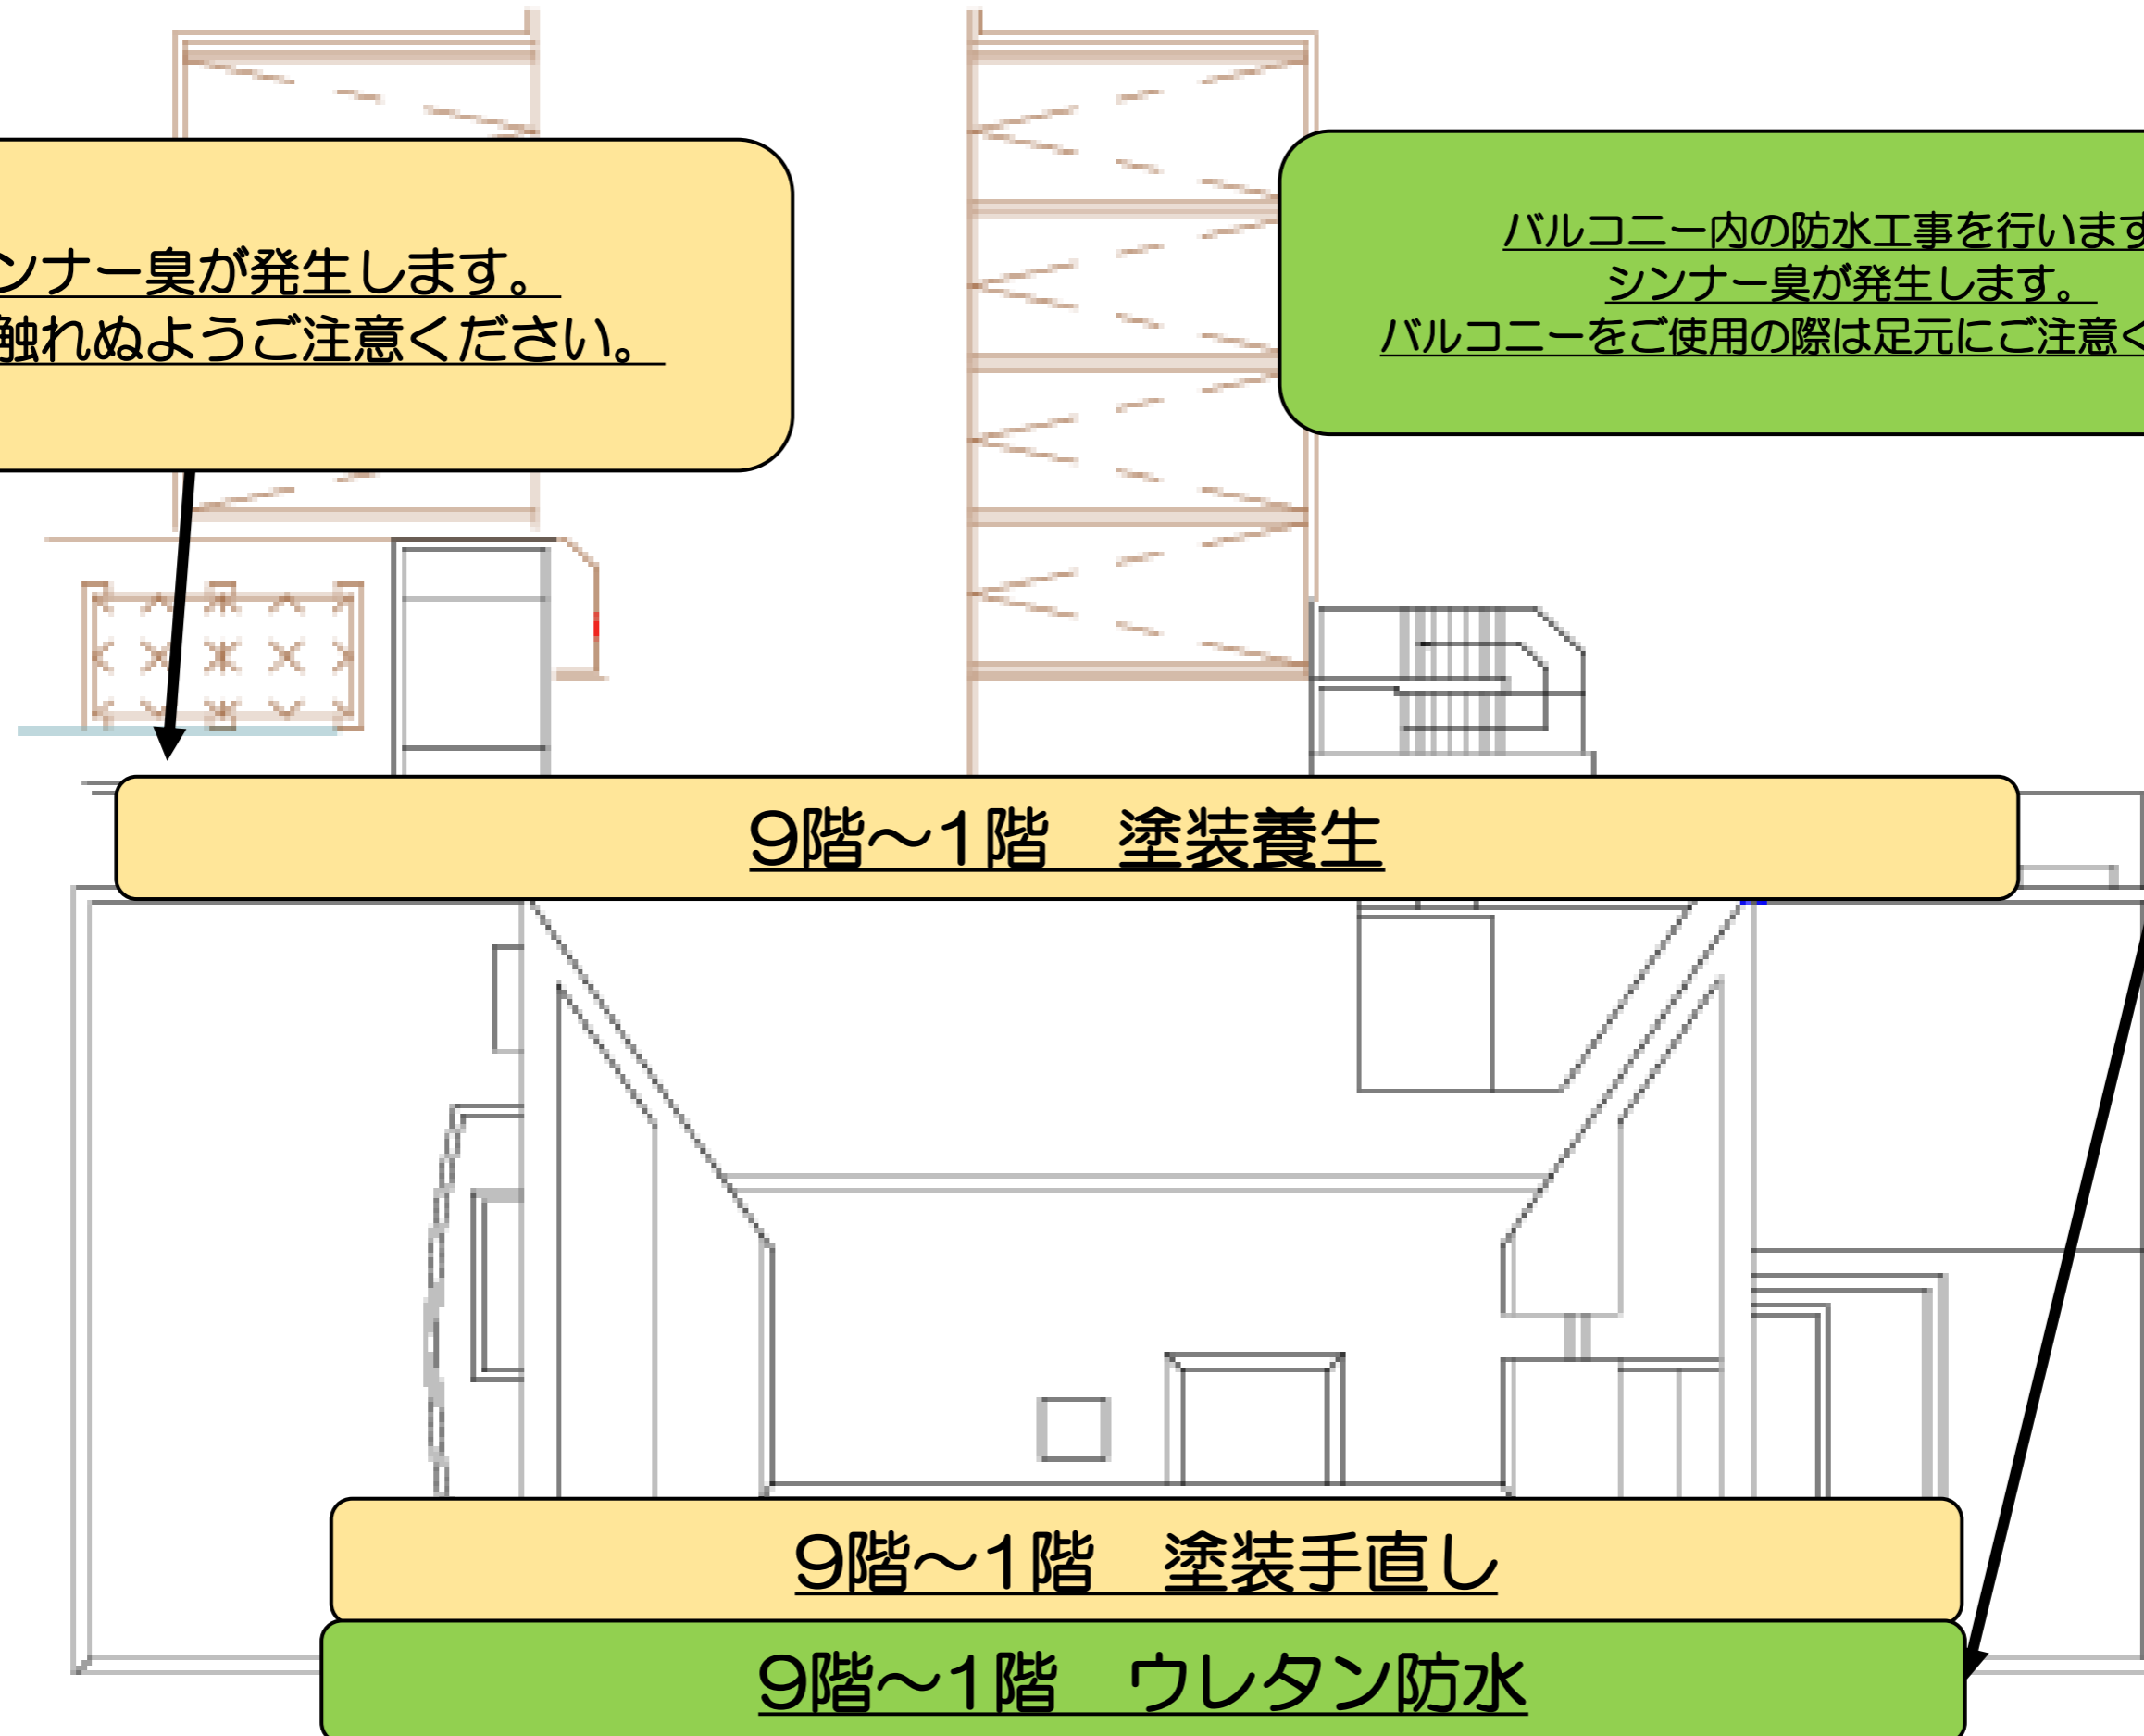 シンナー臭が発生します。
触れぬようご注意ください。
バルコニー内の防水工事を行います
シンナー臭が発生します。
バルコニーをご使用の際は足元にご注意く
9階～1階　塗装養生
9階～1階　塗装手直し
9階～1階　ウレタン防水